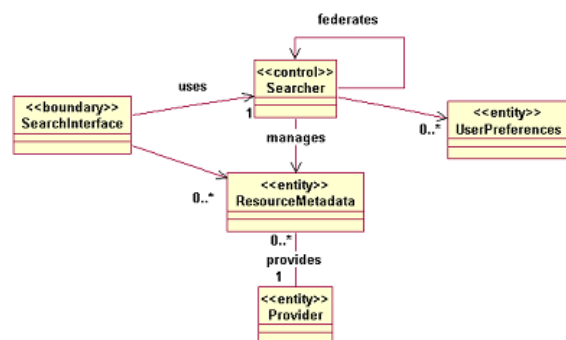 federates
<<control>>
Searcher
uses
1
<<boundary>>
SearchInterface
<<entity>>
UserPreferences
0..*
manages
<<entity>>
ResourceMetadata
0..*
0..*
provides
1
<<entity>>
Provider